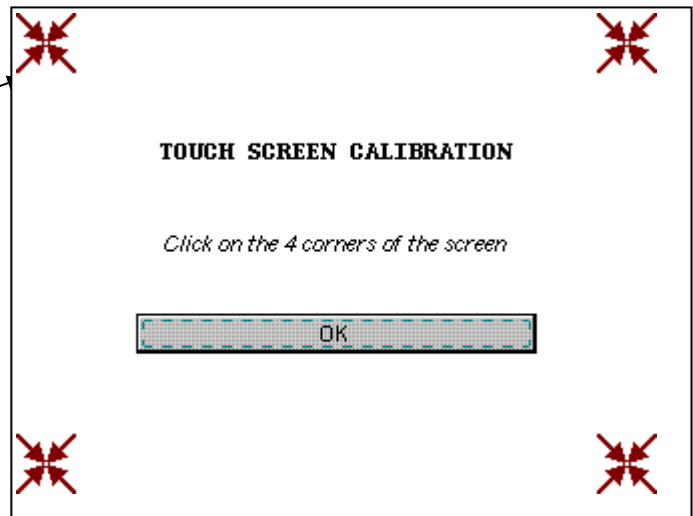 TOUCH SCREEN CALIBRATION
Click on the 4 corners of the screen
OK